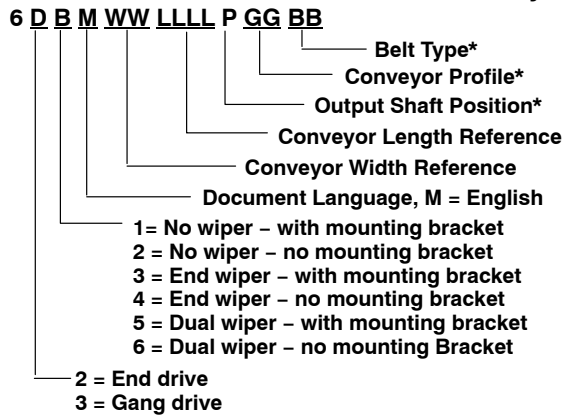 6 D B M WW LLLL P GG BB
Belt Type*
Conveyor Profile*
Output Shaft Position*
Conveyor Length Reference
Conveyor Width Reference
Document Language, M = English
1= No wiper – with mounting bracket
2 = No wiper – no mounting bracket
3 = End wiper – with mounting bracket
4 = End wiper – no mounting bracket
5 = Dual wiper – with mounting bracket
6 = Dual wiper – no mounting Bracket
2 = End drive
3 = Gang drive